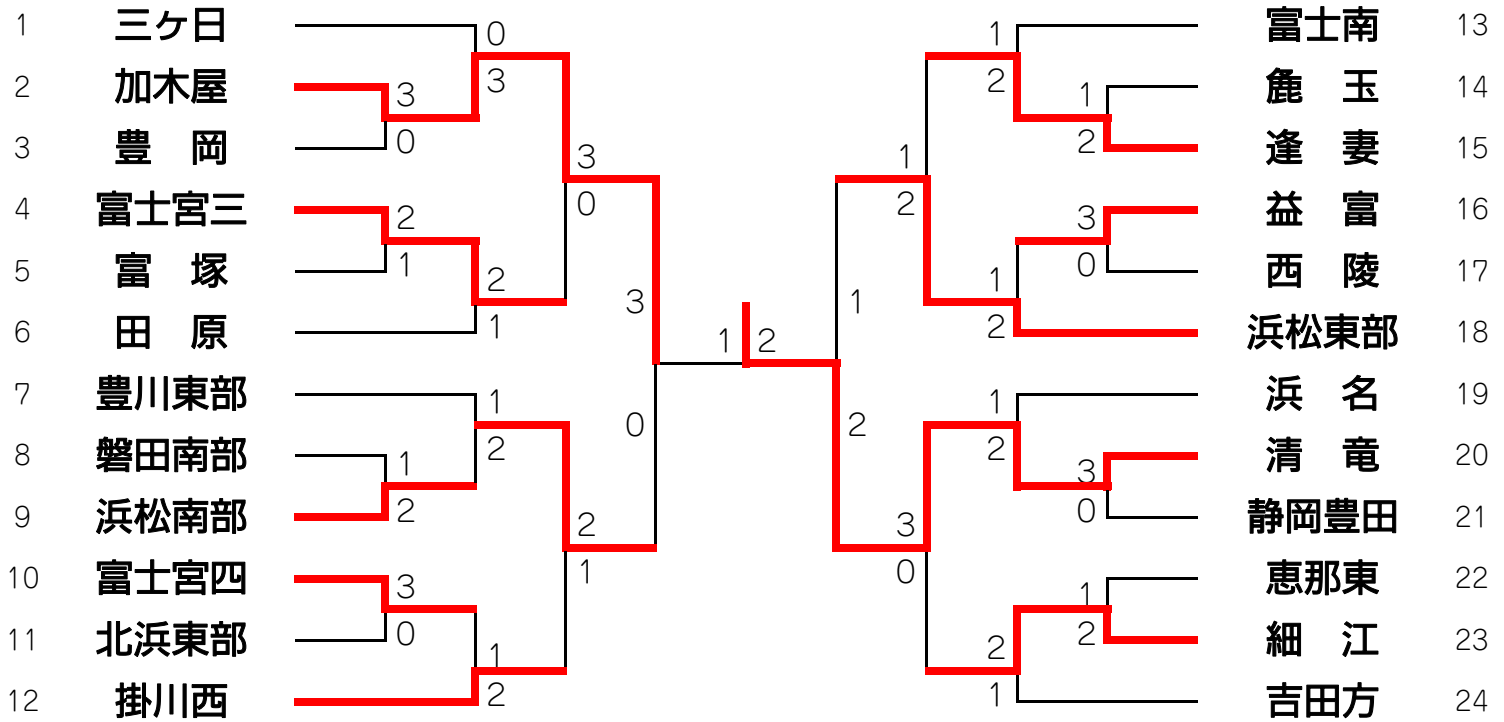 1 三ヶ日 0 1 富士南 13
2 加木屋 3 3 2 1 麁 玉 14
3 豊 岡 0 3 1 2 逢 妻 15
4 富士宮三 2 0 2 3 益 富 16
5 富 塚 1 2 1 0 西 陵 17
6 田 原 1 3 1 2 浜松東部 18
1 2
7 豊川東部 1 0 2 1 浜 名 19
8 磐田南部 1 2 2 3 清 竜 20
9 浜松南部 2 2 3 0 静岡豊田 21
10 富士宮四 3 1 0 1 恵那東 22
11 北浜東部 0 1 2 2 細 江 23
12 掛川西 2 1 吉田方 24